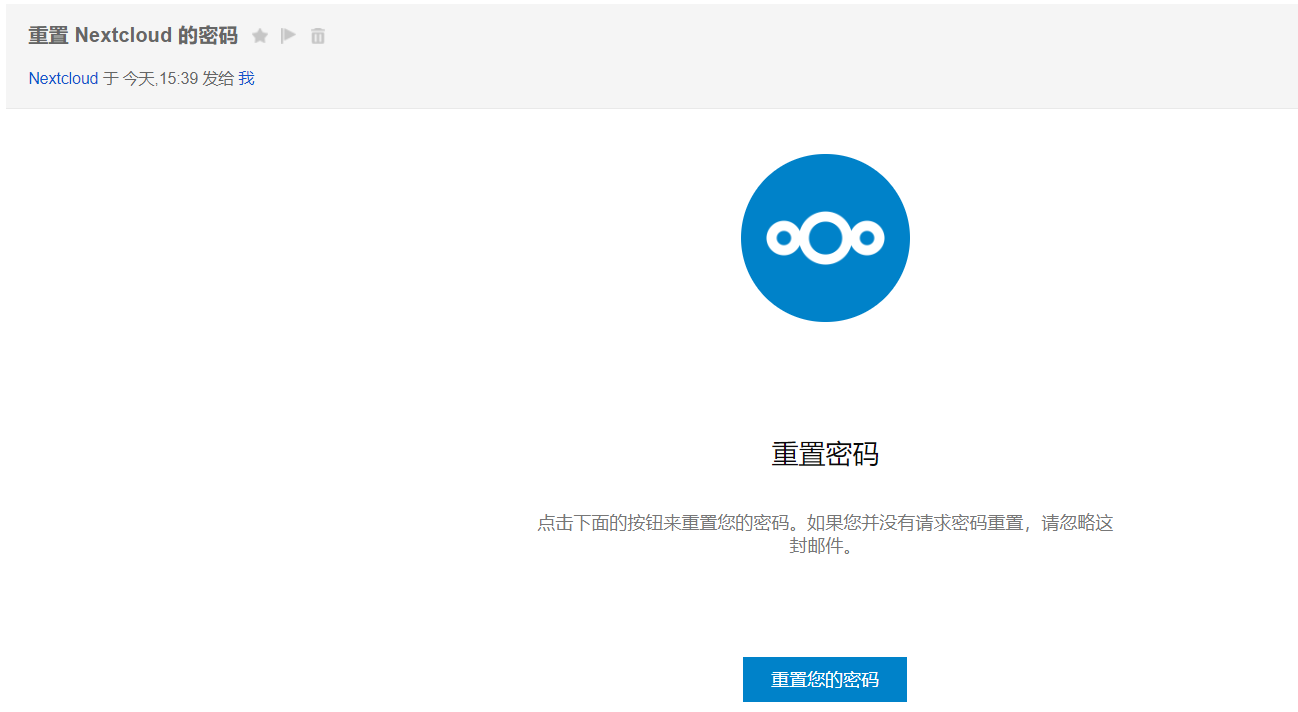 重置 Nextcloud 的密码
Nextcloud 于 今天,15:39 发给 我
重置密码
点击下面的按钮来重置您的密码。如果您并没有请求密码重置，请忽略这
封邮件。
重置您的密码